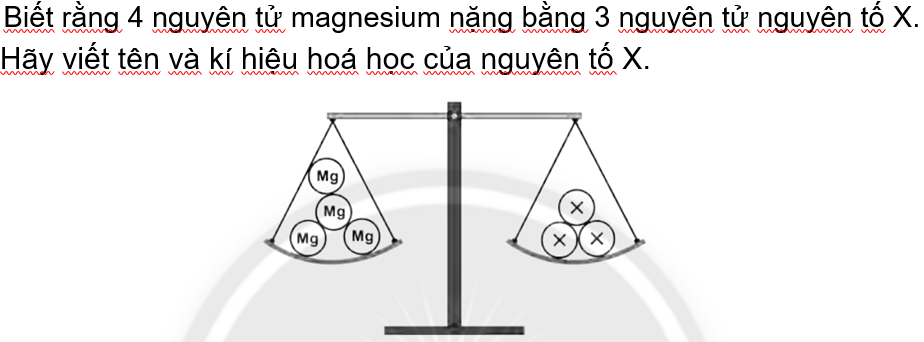 Biết rằng 4 nguyên tử magnesium nặng bằng 3 nguyên tử nguyên tố X.
Hãy viết tên và kí hiệu hoá học của nguyên tố X.
Mg
Mg
Mg
Mg
X
X
X